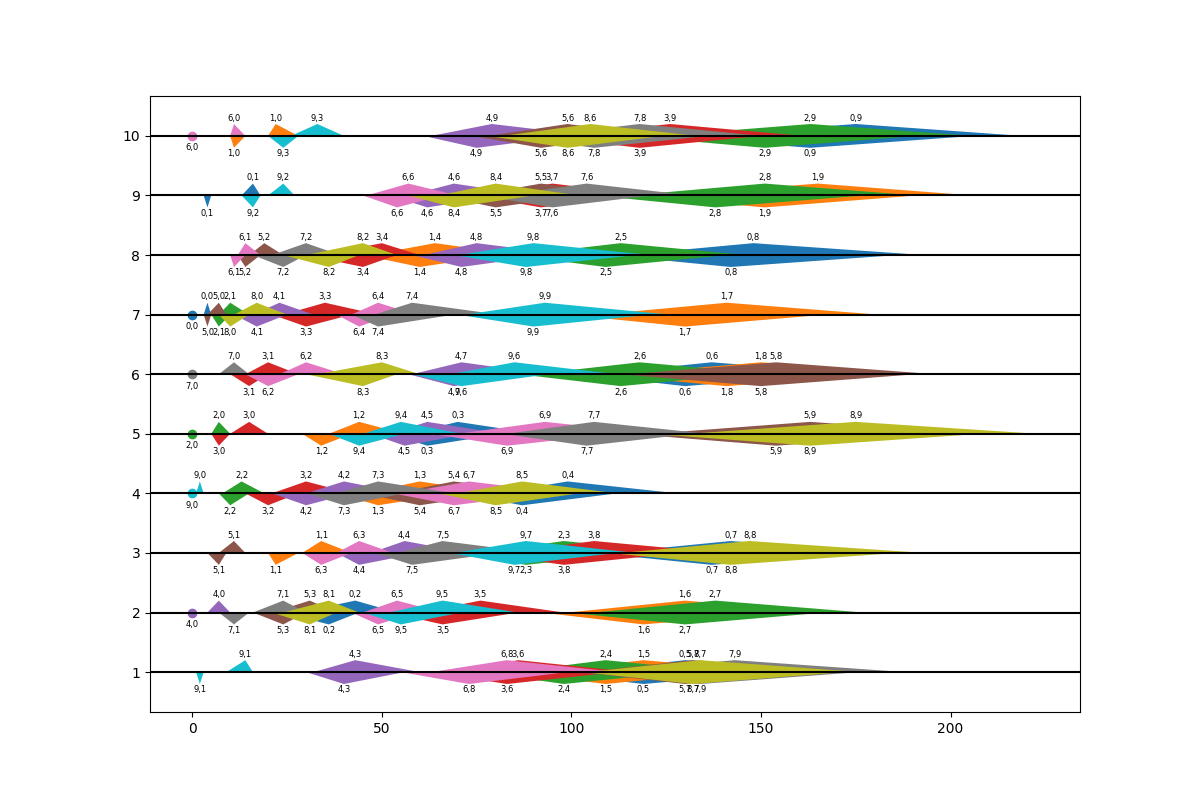 6,0 1,0 9,3 4,9 5,6 8,6 7,8 3,9 2,9 0,9
10
6,0 1,0 9,3 4,9 5,6 8,6 7,8 3,9 2,9 0,9
0,1 9,2 6,6 4,6 8,4 5,5 3,7 7,6 2,8 1,9
9
0,1 9,2 6,6 4,6 8,4 5,5 3,7 7,6 2,8 1,9
6,1 5,2 7,2 8,2 3,4 1,4 4,8 9,8 2,5 0,8
8
6,1 5,2 7,2 8,2 3,4 1,4 4,8 9,8 2,5 0,8
0,0 5,0 2,1 8,0 4,1 3,3 6,4 7,4 9,9 1,7
7
0,0 5,0 2,1 8,0 4,1 3,3 6,4 7,4 9,9 1,7
7,0 3,1 6,2 8,3 4,7 9,6 2,6 0,6 1,8 5,8
6
7,0 3,1 6,2 8,3 4,7 9,6 2,6 0,6 1,8 5,8
2,0 3,0 1,2 9,4 4,5 0,3 6,9 7,7 5,9 8,9
5
2,0 3,0 1,2 9,4 4,5 0,3 6,9 7,7 5,9 8,9
9,0 2,2 3,2 4,2 7,3 1,3 5,4 6,7 8,5 0,4
4
9,0 2,2 3,2 4,2 7,3 1,3 5,4 6,7 8,5 0,4
5,1 1,1 6,3 4,4 7,5 9,7 2,3 3,8 0,7 8,8
3
5,1 1,1 6,3 4,4 7,5 9,7 2,3 3,8 0,7 8,8
4,0 7,1 5,3 8,1 0,2 6,5 9,5 3,5 1,6 2,7
2
4,0 7,1 5,3 8,1 0,2 6,5 9,5 3,5 1,6 2,7
9,1 4,3 6,8 3,6 2,4 1,5 0,5 5,7 8,7 7,9
1
9,1 4,3 6,8 3,6 2,4 1,5 0,5 5,7 8,7 7,9
0 50 100 150 200